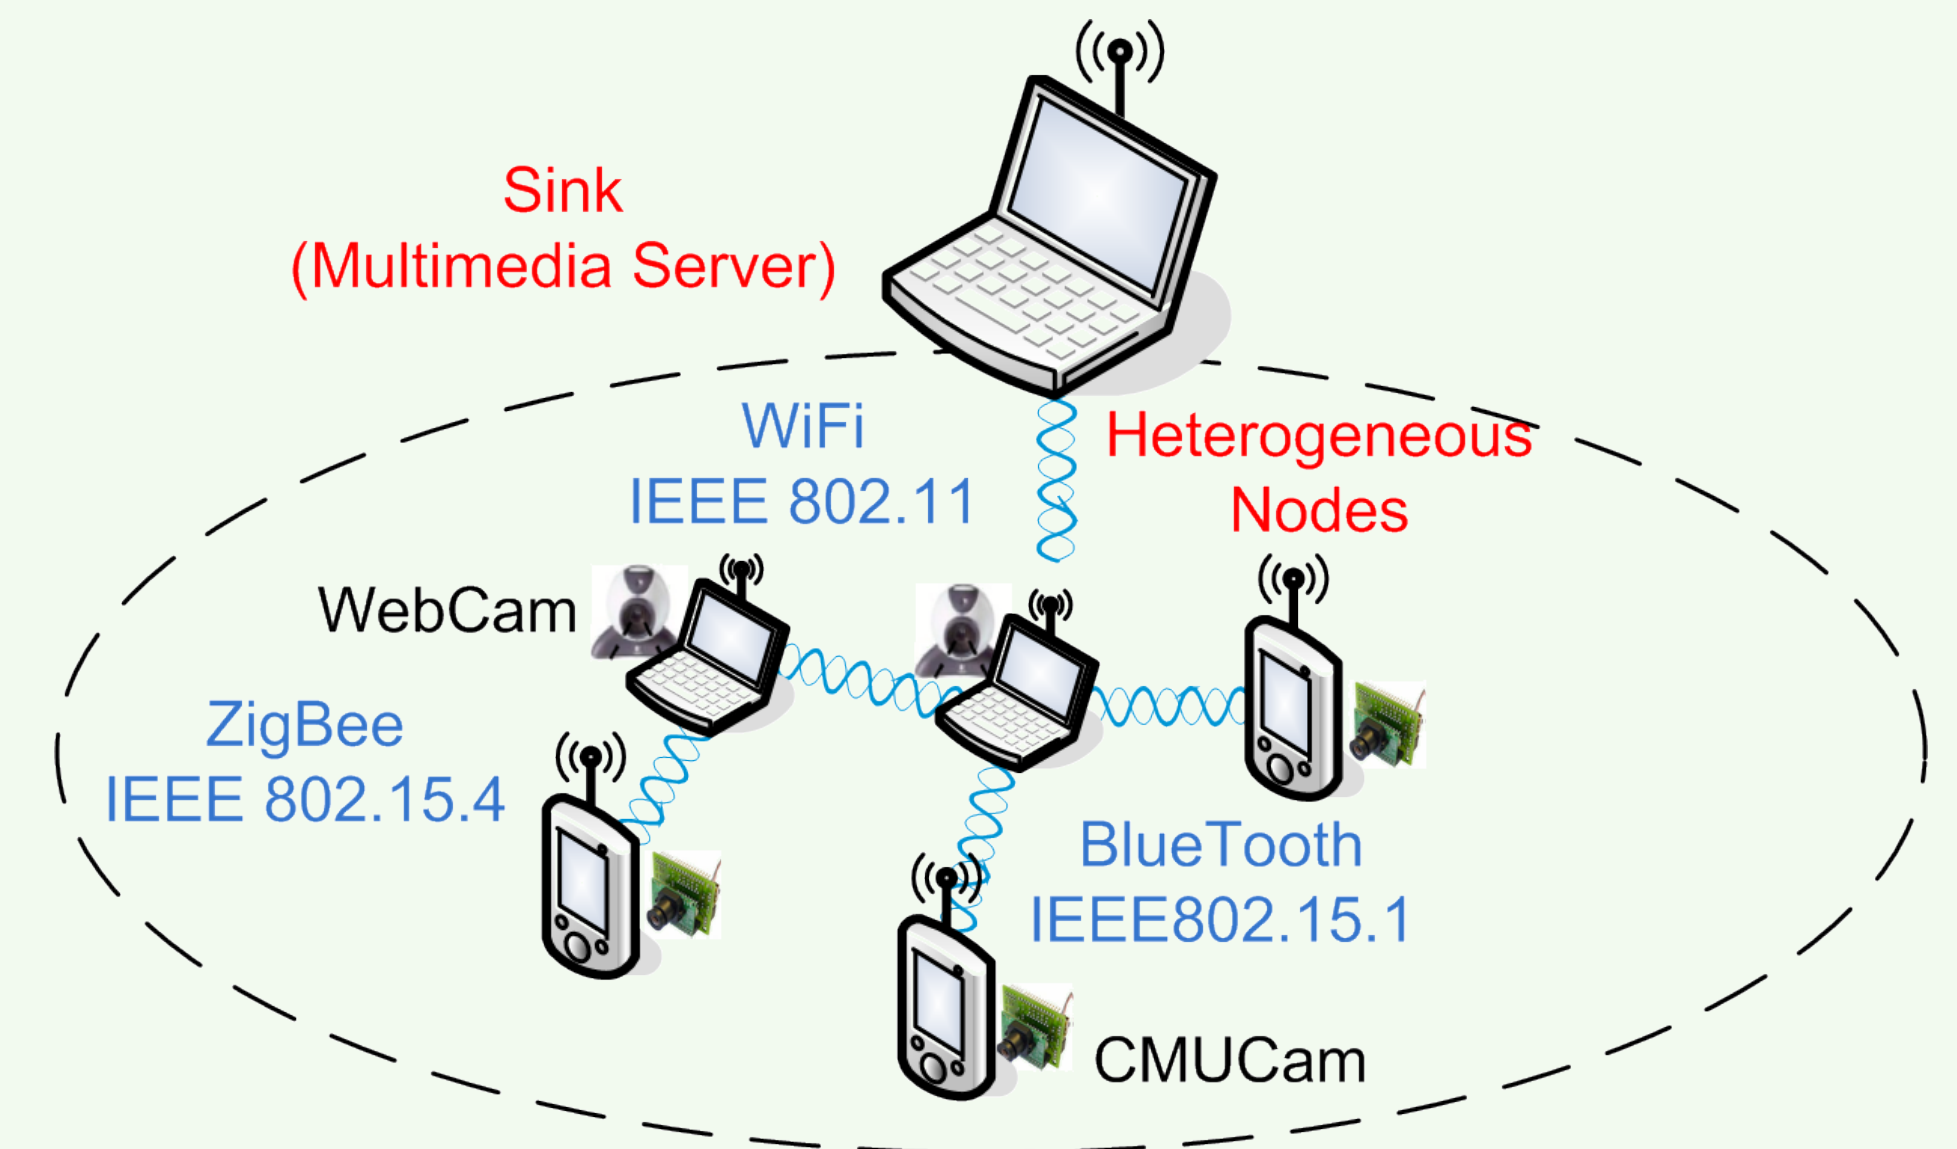 Sink
(Multimedia Server)
WiFi
IEEE 802.11
Heterogeneous
Nodes
WebCam
ZigBee
IEEE 802.15.4
BlueTooth
IEEE802.15.1
CMUCam